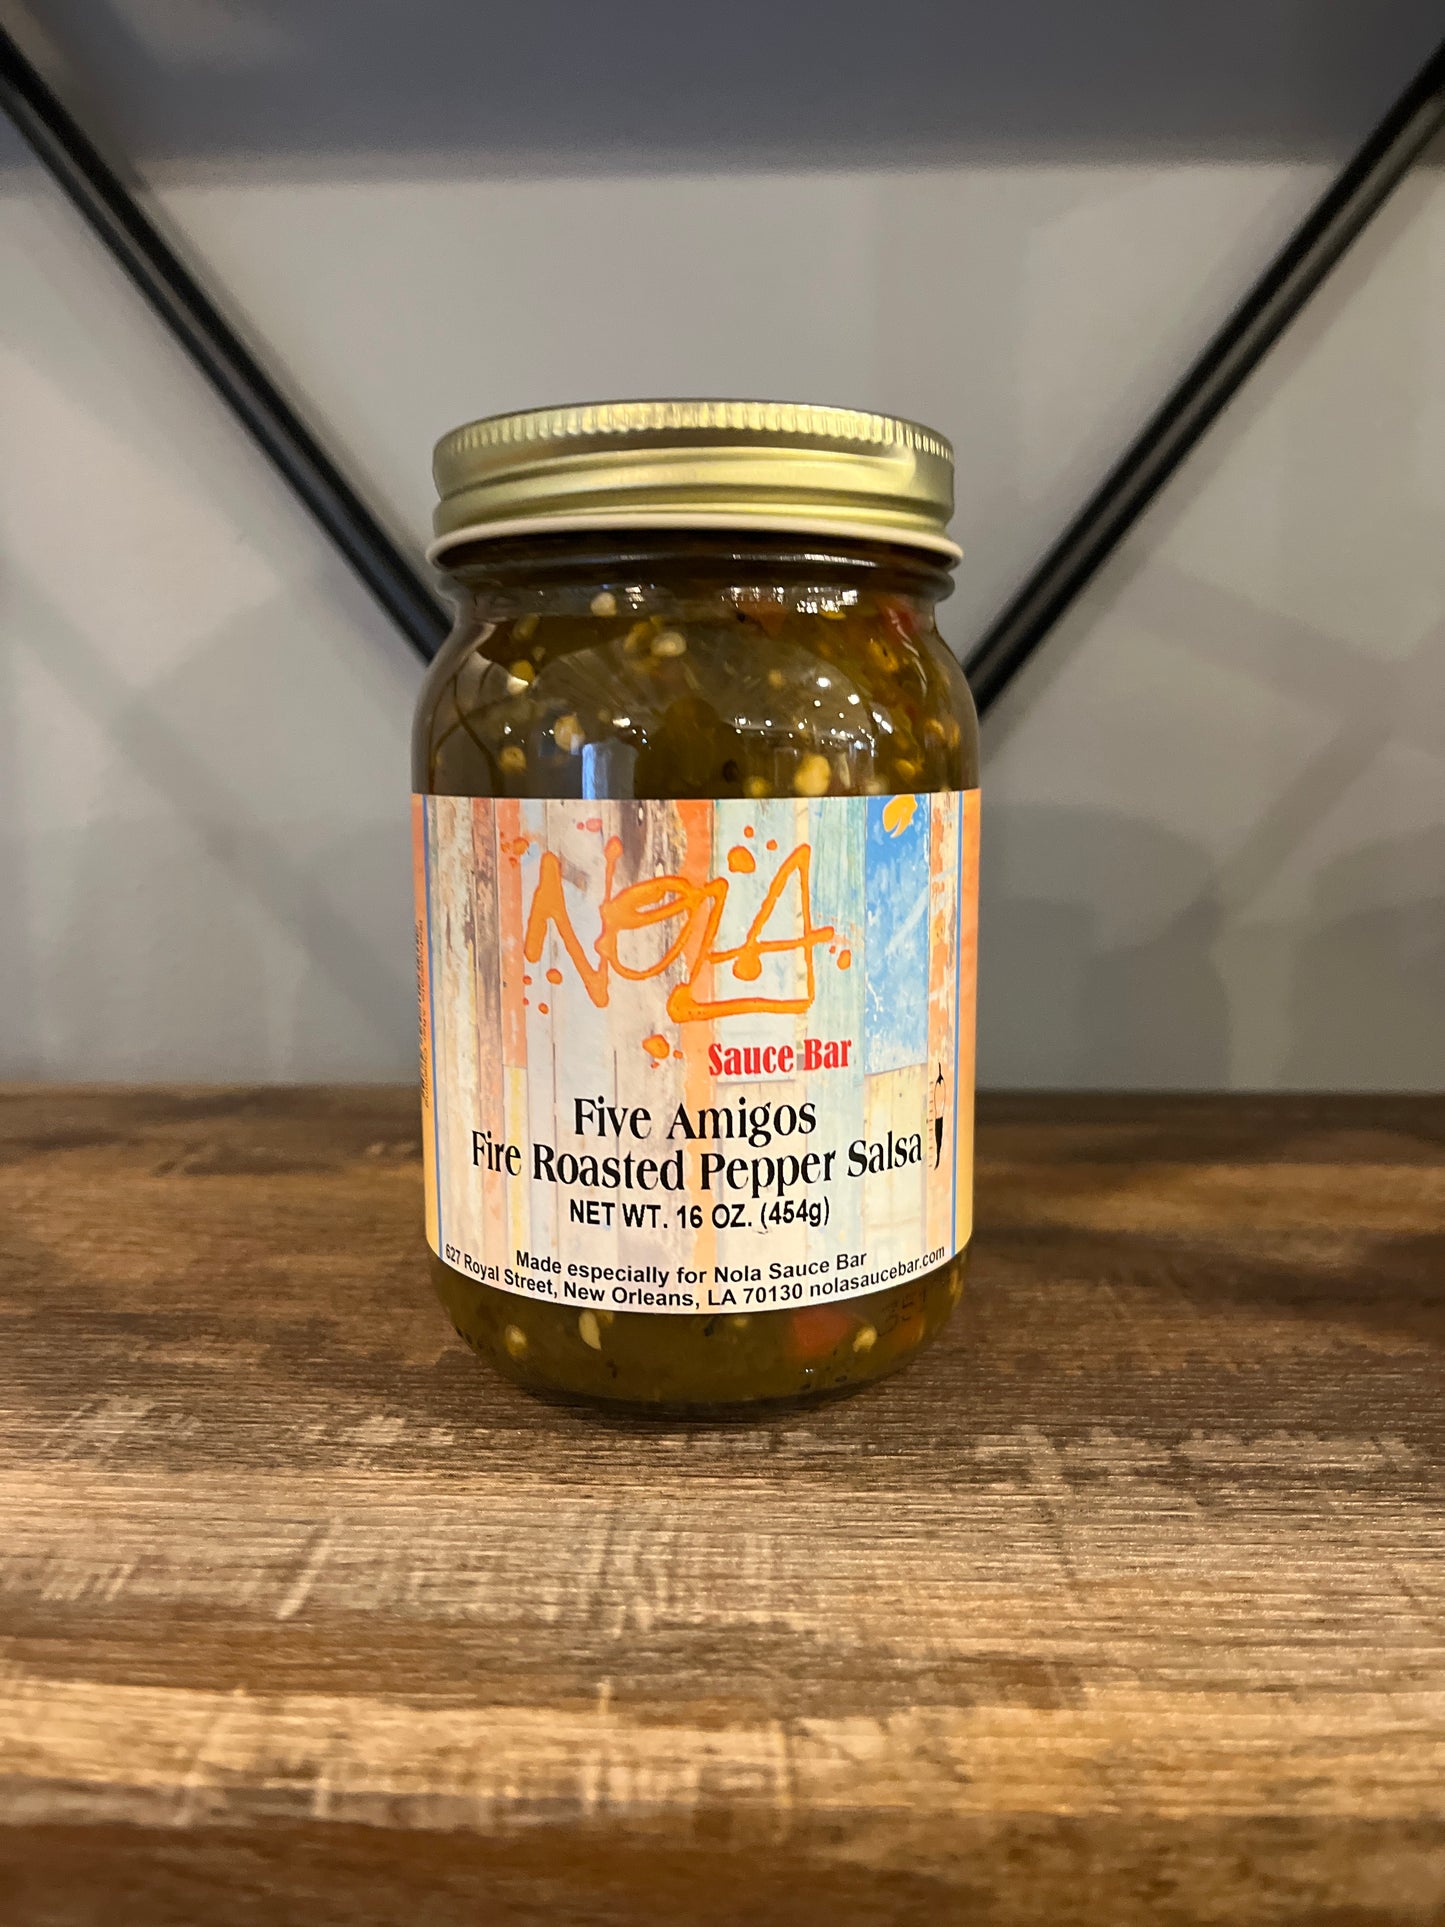 NOLA
Sauce Bar
Five Amigos
Fire Roasted Pepper Salsa
NET WT. 16 OZ. (454g)
Made especially for Nola Sauce Bar
627 Royal Street, New Orleans, LA 70130 nolasaucebar.com